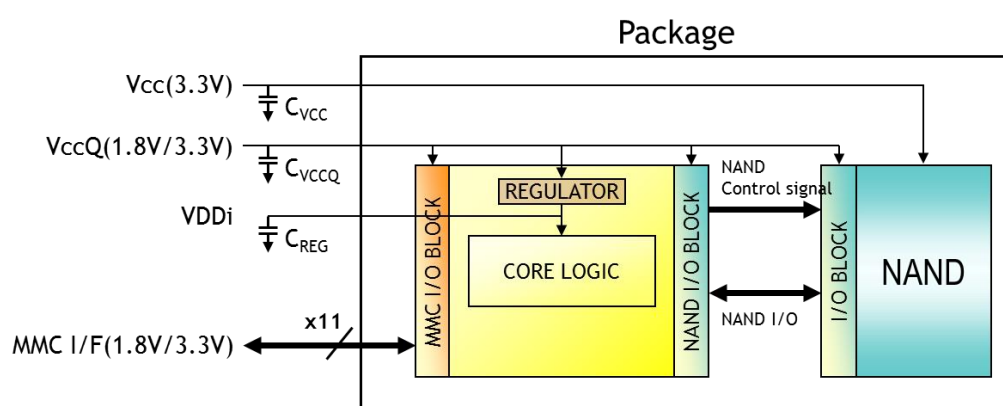 Package
Vcc(3.3V)
CVCC
VccQ(1.8V/3.3V)
CVCCQ
VDDi
CREG
MMC I/F(1.8V/3.3V)
x11
MMC I/O BLOCK
REGULATOR
CORE LOGIC
NAND I/O BLOCK
NAND
Control signal
NAND I/O
I/O BLOCK
NAND